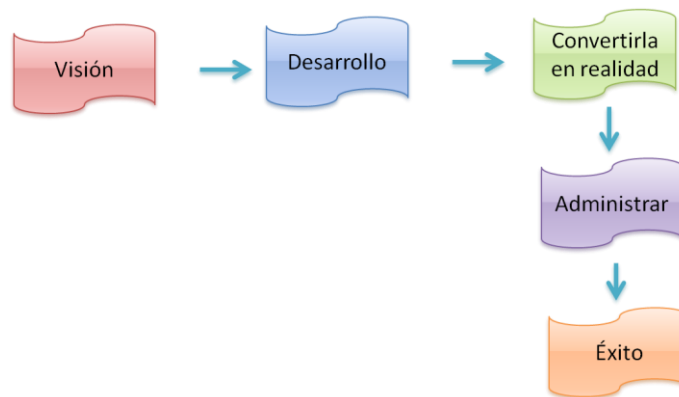 Visión
Desarrollo
Convertirla
en realidad
Administrar
Éxito